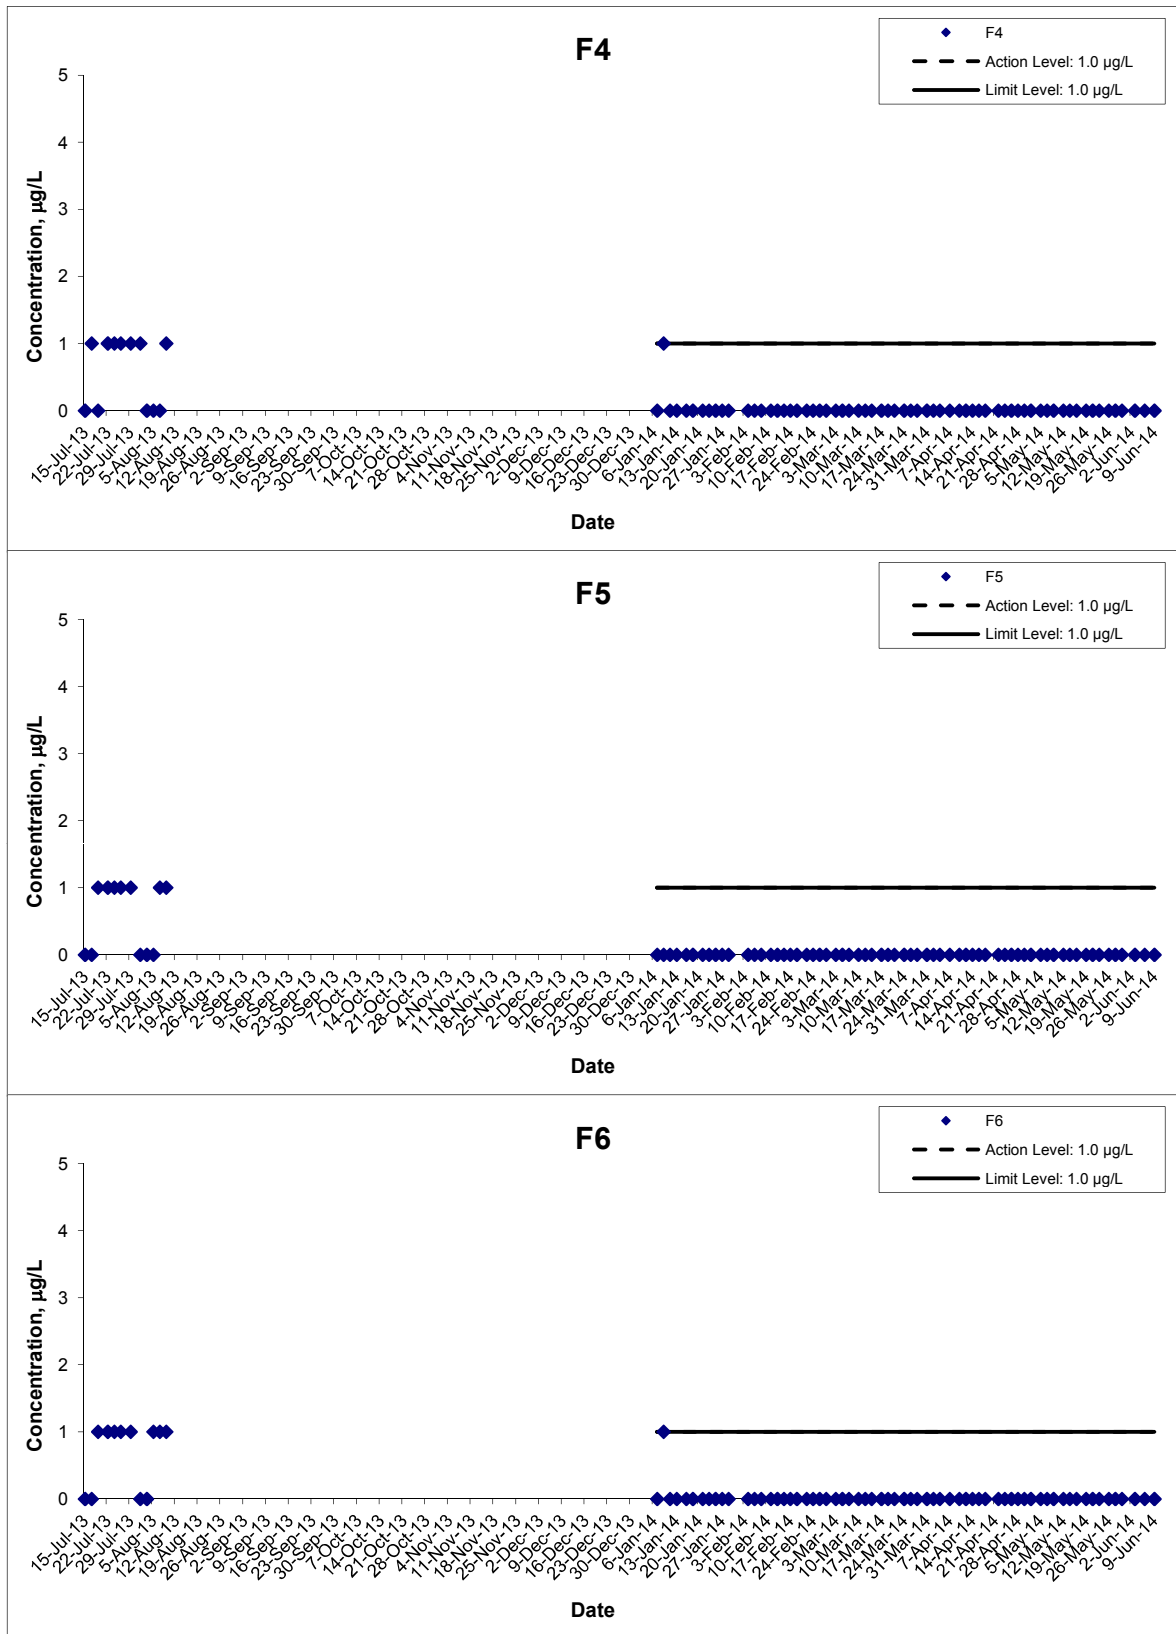 F4
F4
Action Level: 1.0 µg/L
Limit Level: 1.0 µg/L
Concentration, µg/L
5
4
3
2
1
0
15-Jul-13
22-Jul-13
29-Jul-13
5-Aug-13
12-Aug-13
19-Aug-13
26-Aug-13
2-Sep-13
9-Sep-13
16-Sep-13
23-Sep-13
30-Sep-13
7-Oct-13
14-Oct-13
21-Oct-13
28-Oct-13
4-Nov-13
11-Nov-13
18-Nov-13
25-Nov-13
2-Dec-13
9-Dec-13
16-Dec-13
23-Dec-13
30-Dec-13
6-Jan-14
13-Jan-14
20-Jan-14
27-Jan-14
3-Feb-14
10-Feb-14
17-Feb-14
24-Feb-14
3-Mar-14
10-Mar-14
17-Mar-14
24-Mar-14
31-Mar-14
7-Apr-14
14-Apr-14
21-Apr-14
28-Apr-14
5-May-14
12-May-14
19-May-14
26-May-14
2-Jun-14
9-Jun-14
Date
F5
F5
Action Level: 1.0 µg/L
Limit Level: 1.0 µg/L
Concentration, µg/L
5
4
3
2
1
0
15-Jul-13
22-Jul-13
29-Jul-13
5-Aug-13
12-Aug-13
19-Aug-13
26-Aug-13
2-Sep-13
9-Sep-13
16-Sep-13
23-Sep-13
30-Sep-13
7-Oct-13
14-Oct-13
21-Oct-13
28-Oct-13
4-Nov-13
11-Nov-13
18-Nov-13
25-Nov-13
2-Dec-13
9-Dec-13
16-Dec-13
23-Dec-13
30-Dec-13
6-Jan-14
13-Jan-14
20-Jan-14
27-Jan-14
3-Feb-14
10-Feb-14
17-Feb-14
24-Feb-14
3-Mar-14
10-Mar-14
17-Mar-14
24-Mar-14
31-Mar-14
7-Apr-14
14-Apr-14
21-Apr-14
28-Apr-14
5-May-14
12-May-14
19-May-14
26-May-14
2-Jun-14
9-Jun-14
Date
F6
F6
Action Level: 1.0 µg/L
Limit Level: 1.0 µg/L
Concentration, µg/L
5
4
3
2
1
0
15-Jul-13
22-Jul-13
29-Jul-13
5-Aug-13
12-Aug-13
19-Aug-13
26-Aug-13
2-Sep-13
9-Sep-13
16-Sep-13
23-Sep-13
30-Sep-13
7-Oct-13
14-Oct-13
21-Oct-13
28-Oct-13
4-Nov-13
11-Nov-13
18-Nov-13
25-Nov-13
2-Dec-13
9-Dec-13
16-Dec-13
23-Dec-13
30-Dec-13
6-Jan-14
13-Jan-14
20-Jan-14
27-Jan-14
3-Feb-14
10-Feb-14
17-Feb-14
24-Feb-14
3-Mar-14
10-Mar-14
17-Mar-14
24-Mar-14
31-Mar-14
7-Apr-14
14-Apr-14
21-Apr-14
28-Apr-14
5-May-14
12-May-14
19-May-14
26-May-14
2-Jun-14
9-Jun-14
Date